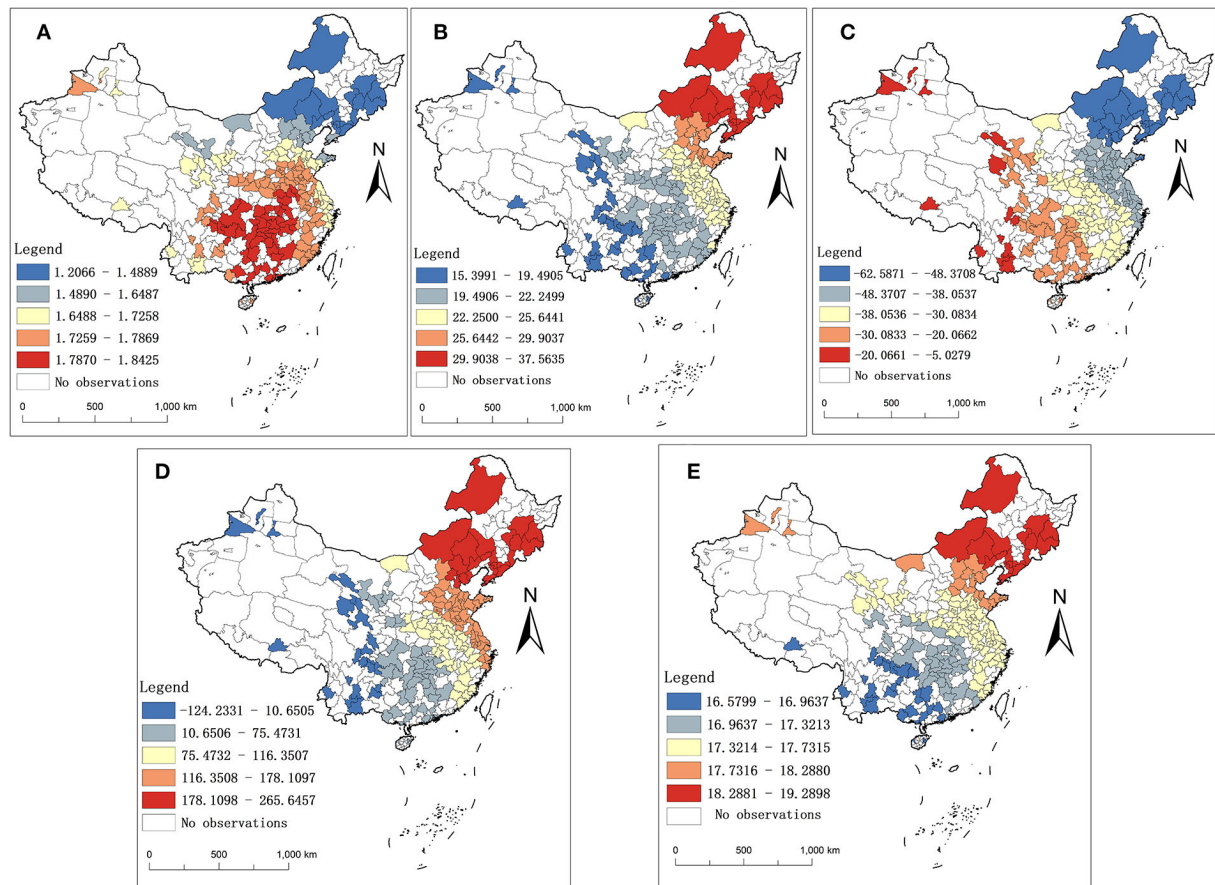 A
N
Legend
1.2066 - 1.4889
1.4890 - 1.6487
1.6488 - 1.7258
1.7259 - 1.7869
1.7870 - 1.8425
No observations
0 500 1,000 km
B
N
Legend
15.3991 - 19.4905
19.4906 - 22.2499
22.2500 - 25.6441
25.6442 - 29.9037
29.9038 - 37.5635
No observations
0 500 1,000 km
C
N
Legend
-62.5871 - -48.3708
-48.3707 - -38.0537
-38.0536 - -30.0834
-30.0833 - -20.0662
-20.0661 - -5.0279
No observations
0 500 1,000 km
D
N
Legend
-124.2331 - 10.6505
10.6506 - 75.4731
75.4732 - 116.3507
116.3508 - 178.1097
178.1098 - 265.6457
No observations
0 500 1,000 km
E
N
Legend
16.5799 - 16.9637
16.9637 - 17.3213
17.3214 - 17.7315
17.7316 - 18.2880
18.2881 - 19.2898
No observations
0 500 1,000 km